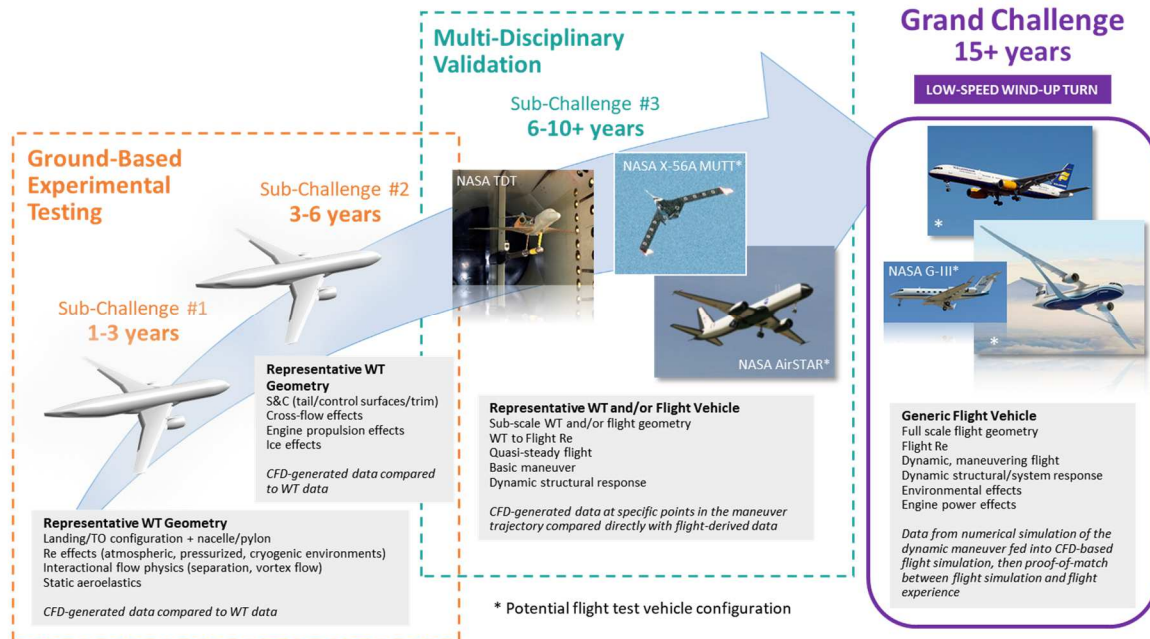 Ground-Based
Experimental
Testing
Sub-Challenge #1
1-3 years
Representative WT Geometry
Landing/TO configuration + nacelle/pylon
Re effects (atmospheric, pressurized, cryogenic environments)
Interactional flow physics (separation, vortex flow)
Static aeroelastics
CFD-generated data compared to WT data
Sub-Challenge #2
3-6 years
Representative WT
Geometry
S&C (tail/control surfaces/trim)
Cross-flow effects
Engine propulsion effects
Ice effects
CFD-generated data compared
to WT data
Multi-Disciplinary
Validation
Sub-Challenge #3
6-10+ years
NASA TDT
NASA X-56A MUTT*
NASA AirSTAR*
Representative WT and/or Flight Vehicle
Sub-scale WT and/or flight geometry
WT to Flight Re
Quasi-steady flight
Basic maneuver
Dynamic structural response
CFD-generated data at specific points in the maneuver
trajectory compared directly with flight-derived data
* Potential flight test vehicle configuration
Grand Challenge
15+ years
LOW-SPEED WIND-UP TURN
*
NASA G-III*
*
Generic Flight Vehicle
Full scale flight geometry
Flight Re
Dynamic, maneuvering flight
Dynamic structural/system response
Environmental effects
Engine power effects
Data from numerical simulation of the
dynamic maneuver fed into CFD-based
flight simulation, then proof-of-match
between flight simulation and flight
experience